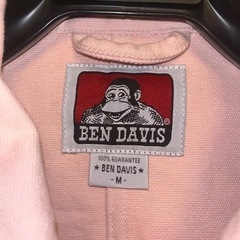 BEN DAVIS
100% GUARANTEE
★ BEN DAVIS ★
- M -